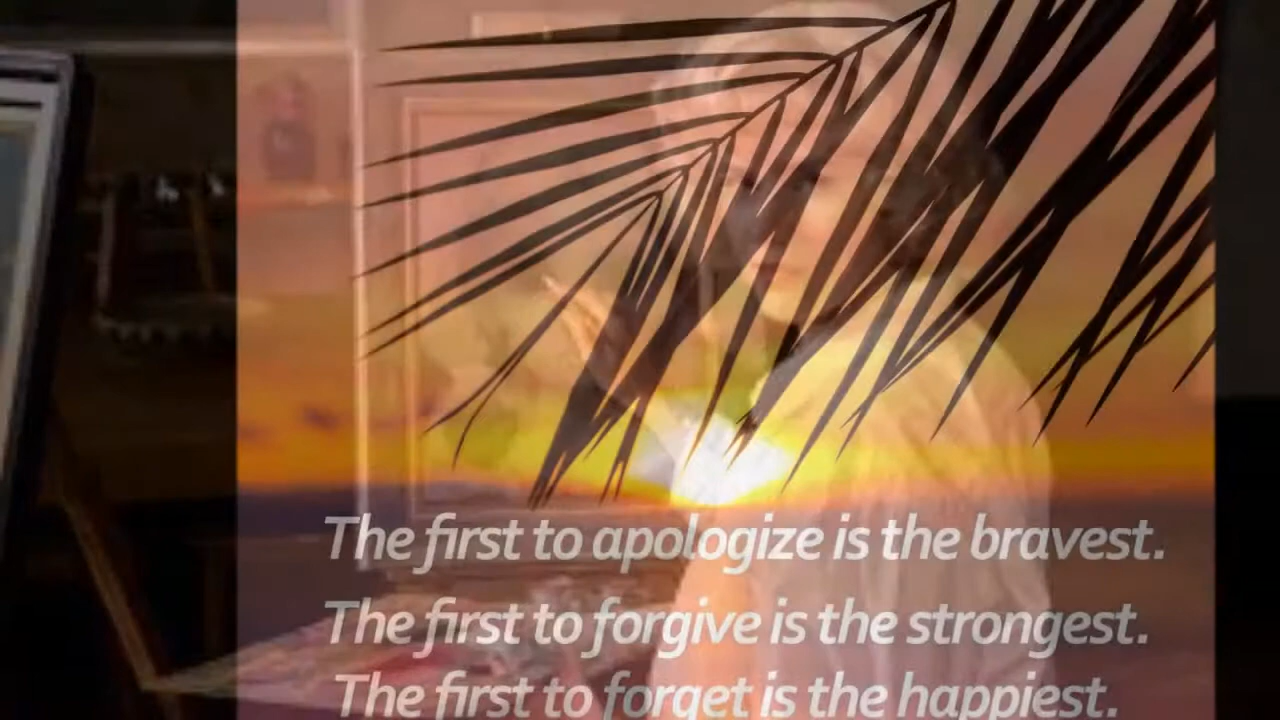 The first to apologize is the bravest.
The first to forgive is the strongest.
The first to forget is the happiest.